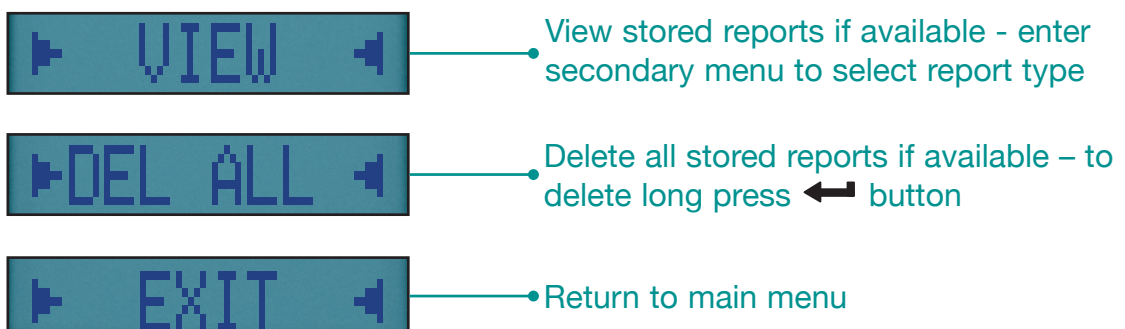 VIEW
View stored reports if available - enter
secondary menu to select report type
DEL ALL
Delete all stored reports if available – to
delete long press button
EXIT
Return to main menu